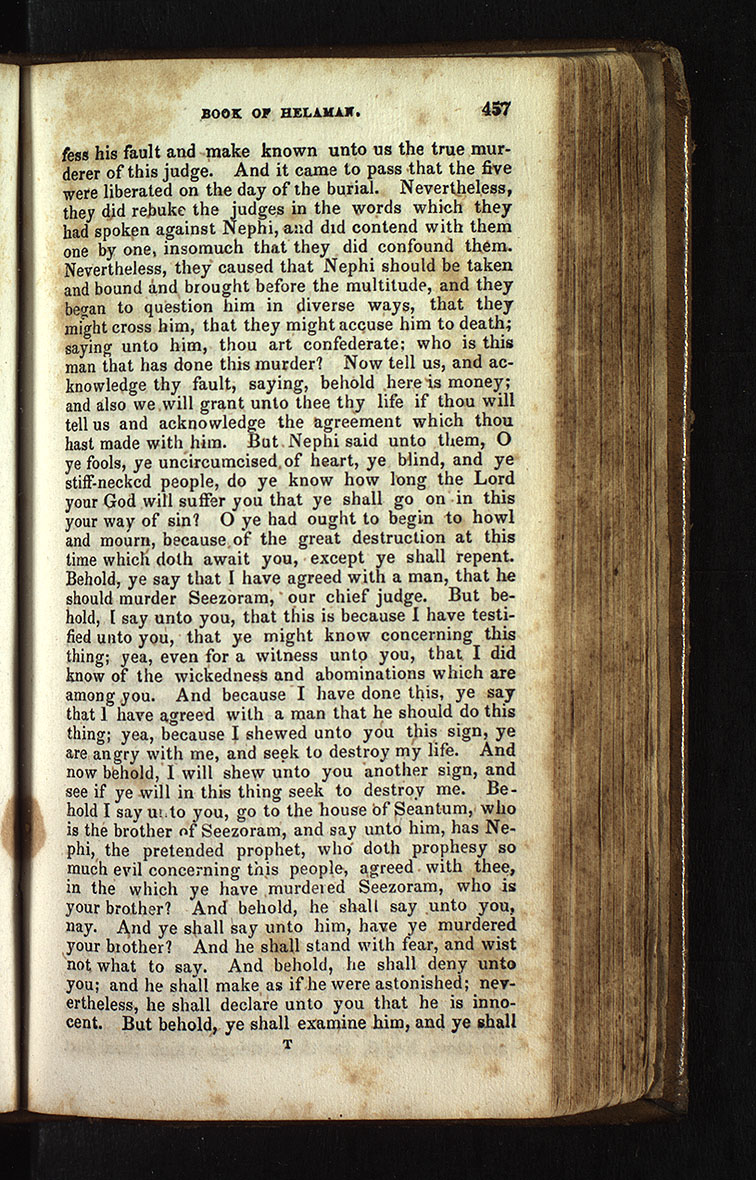 BOOK OF HELAMAN. 457
fess his fault and make known unto us the true mur-
derer of this judge. And it came to pass that the five
were liberated on the day of the burial. Nevertheless,
they did rebuke the judges in the words which they
had spoken against Nephi, and did contend with them
one by one, insomuch that they did confound them.
Nevertheless, they caused that Nephi should be taken
and bound and brought before the multitude, and they
began to question him in diverse ways, that they
might cross him, that they might accuse him to death;
saying unto him, thou art confederate; who is this
man that has done this murder? Now tell us, and ac-
knowledge thy fault, saying, behold here is money;
and also we will grant unto thee thy life if thou will
tell us and acknowledge the agreement which thou
hast made with him. But Nephi said unto them, O
ye fools, ye uncircumcised of heart, ye blind, and ye
stiff-necked people, do ye know how long the Lord
your God will suffer you that ye shall go on in this
your way of sin? O ye had ought to begin to howl
and mourn, because of the great destruction at this
time which doth await you, except ye shall repent.
Behold, ye say that I have agreed with a man, that he
should murder Seezoram, our chief judge. But be-
hold, I say unto you, that this is because I have testi-
fied unto you, that ye might know concerning this
thing; yea, even for a witness unto you, that I did
know of the wickedness and abominations which are
among you. And because I have done this, ye say
that I have agreed with a man that he should do this
thing; yea, because I shewed unto you this sign, ye
are angry with me, and seek to destroy my life. And
now behold, I will shew unto you another sign, and
see if ye will in this thing seek to destroy me. Be-
hold I say unto you, go to the house of Seantum, who
is the brother of Seezoram, and say unto him, has Ne-
phi, the pretended prophet, who doth prophesy so
much evil concerning this people, agreed with thee,
in the which ye have murdered Seezoram, who is
your brother? And behold, he shall say unto you,
nay. And ye shall say unto him, have ye murdered
your brother? And he shall stand with fear, and wist
not what to say. And behold, he shall deny unto
you; and he shall make as if he were astonished; nev-
ertheless, he shall declare unto you that he is inno-
cent. But behold, ye shall examine him, and ye shall
T